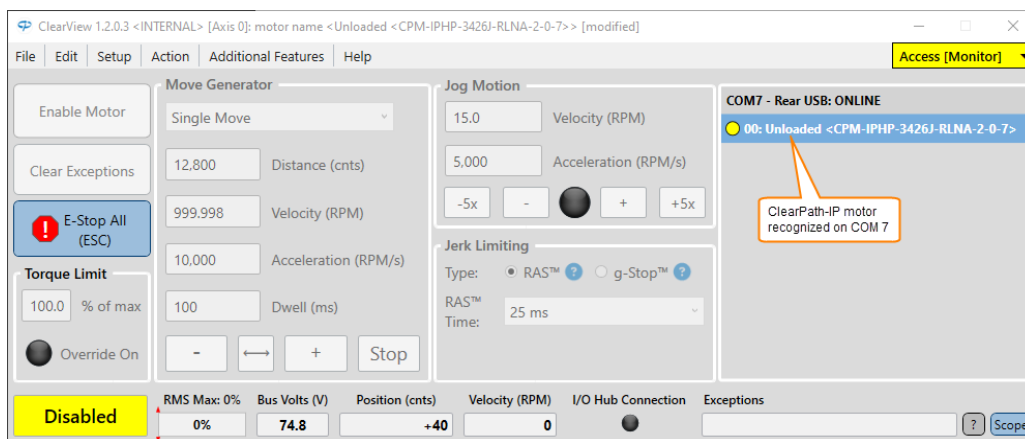 ClearView 1.2.0.3 <INTERNAL> [Axis 0]: motor name <Unloaded <CPM-IPHP-3426J-RLNA-2-0-7>> [modified]
File Edit Setup Action Additional Features Help Access [Monitor]
Enable Motor
Clear Exceptions
E-Stop All
(ESC)
Torque Limit
100.0 % of max
Override On
Move Generator
Single Move
12,800 Distance (cnts)
999.998 Velocity (RPM)
10,000 Acceleration (RPM/s)
100 Dwell (ms)
- + Stop
Jog Motion
15.0 Velocity (RPM)
5,000 Acceleration (RPM/s)
-5x - + +5x
Jerk Limiting
Type: RAS™ ? g-Stop™ ?
RAS™
Time: 25 ms
COM7 - Rear USB: ONLINE
00: Unloaded <CPM-IPHP-3426J-RLNA-2-0-7>
ClearPath-IP motor
recognized on COM 7
Disabled
RMS Max: 0% Bus Volts (V) Position (cnts) Velocity (RPM) I/O Hub Connection Exceptions
0% 74.8 +40 0 ? Scope